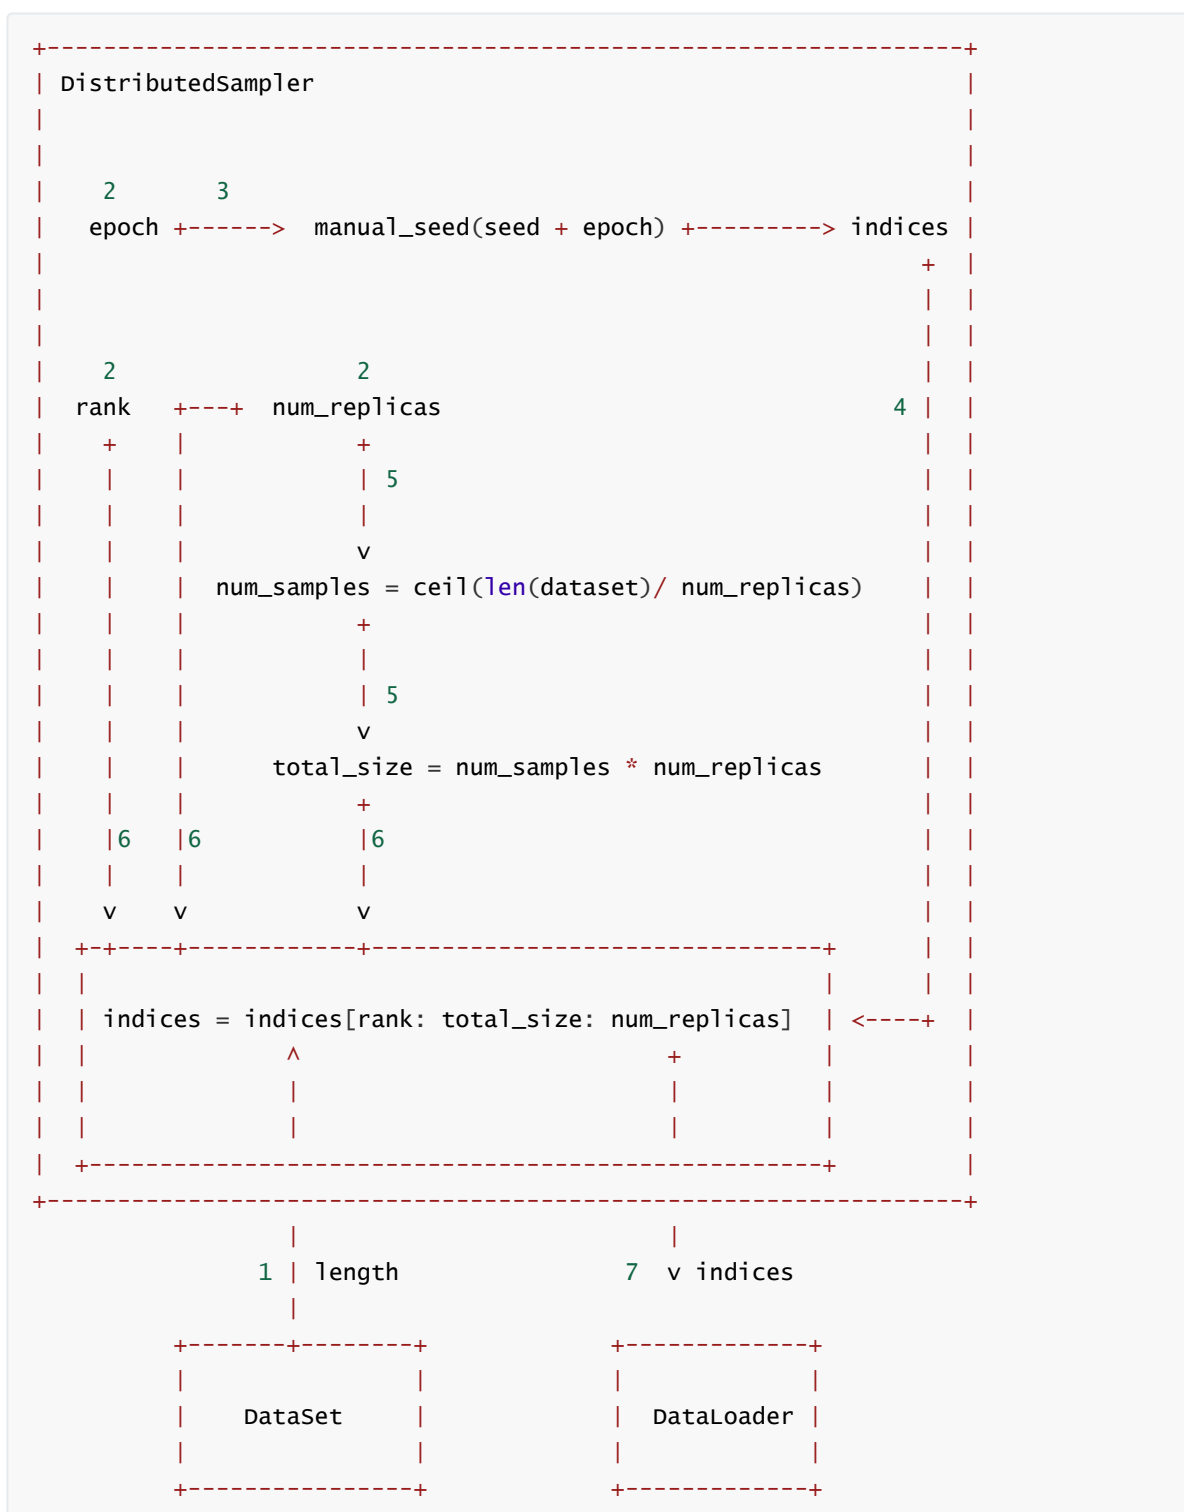 +-----------------------------------------------------------------+
| DistributedSampler                                              |
|                                                                 |
|                                                                 |
|    2       3                                                    |
|   epoch +------>  manual_seed(seed + epoch) +---------> indices |
|                                                              +  |
|                                                              |  |
|                                                              |  |
|    2                 2                                       |  |
|  rank   +---+  num_replicas                                4 |  |
|    +    |            +                                       |  |
|    |    |            | 5                                     |  |
|    |    |            |                                       |  |
|    |    |            v                                       |  |
|    |    |  num_samples = ceil(len(dataset)/ num_replicas)    |  |
|    |    |            +                                       |  |
|    |    |            |                                       |  |
|    |    |            | 5                                     |  |
|    |    |            v                                       |  |
|    |    |      total_size = num_samples * num_replicas       |  |
|    |    |            +                                       |  |
|    |6   |6           |6                                      |  |
|    |    |            |                                       |  |
|    v    v            v                                       |  |
|  +-+----+------------+--------------------------------+      |  |
|  |                                                    |      |  |
|  | indices = indices[rank: total_size: num_replicas]  | <----+  |
|  |              ^                          +          |         |
|  |              |                          |          |         |
|  |              |                          |          |         |
|  +----------------------------------------------------+         |
+-----------------------------------------------------------------+
                  |                          |
                1 | length                7  v indices
                  |
          +-------+--------+             +-------------+
          |                |             |             |
          |    DataSet     |             |  DataLoader |
          |                |             |             |
          +----------------+             +-------------+